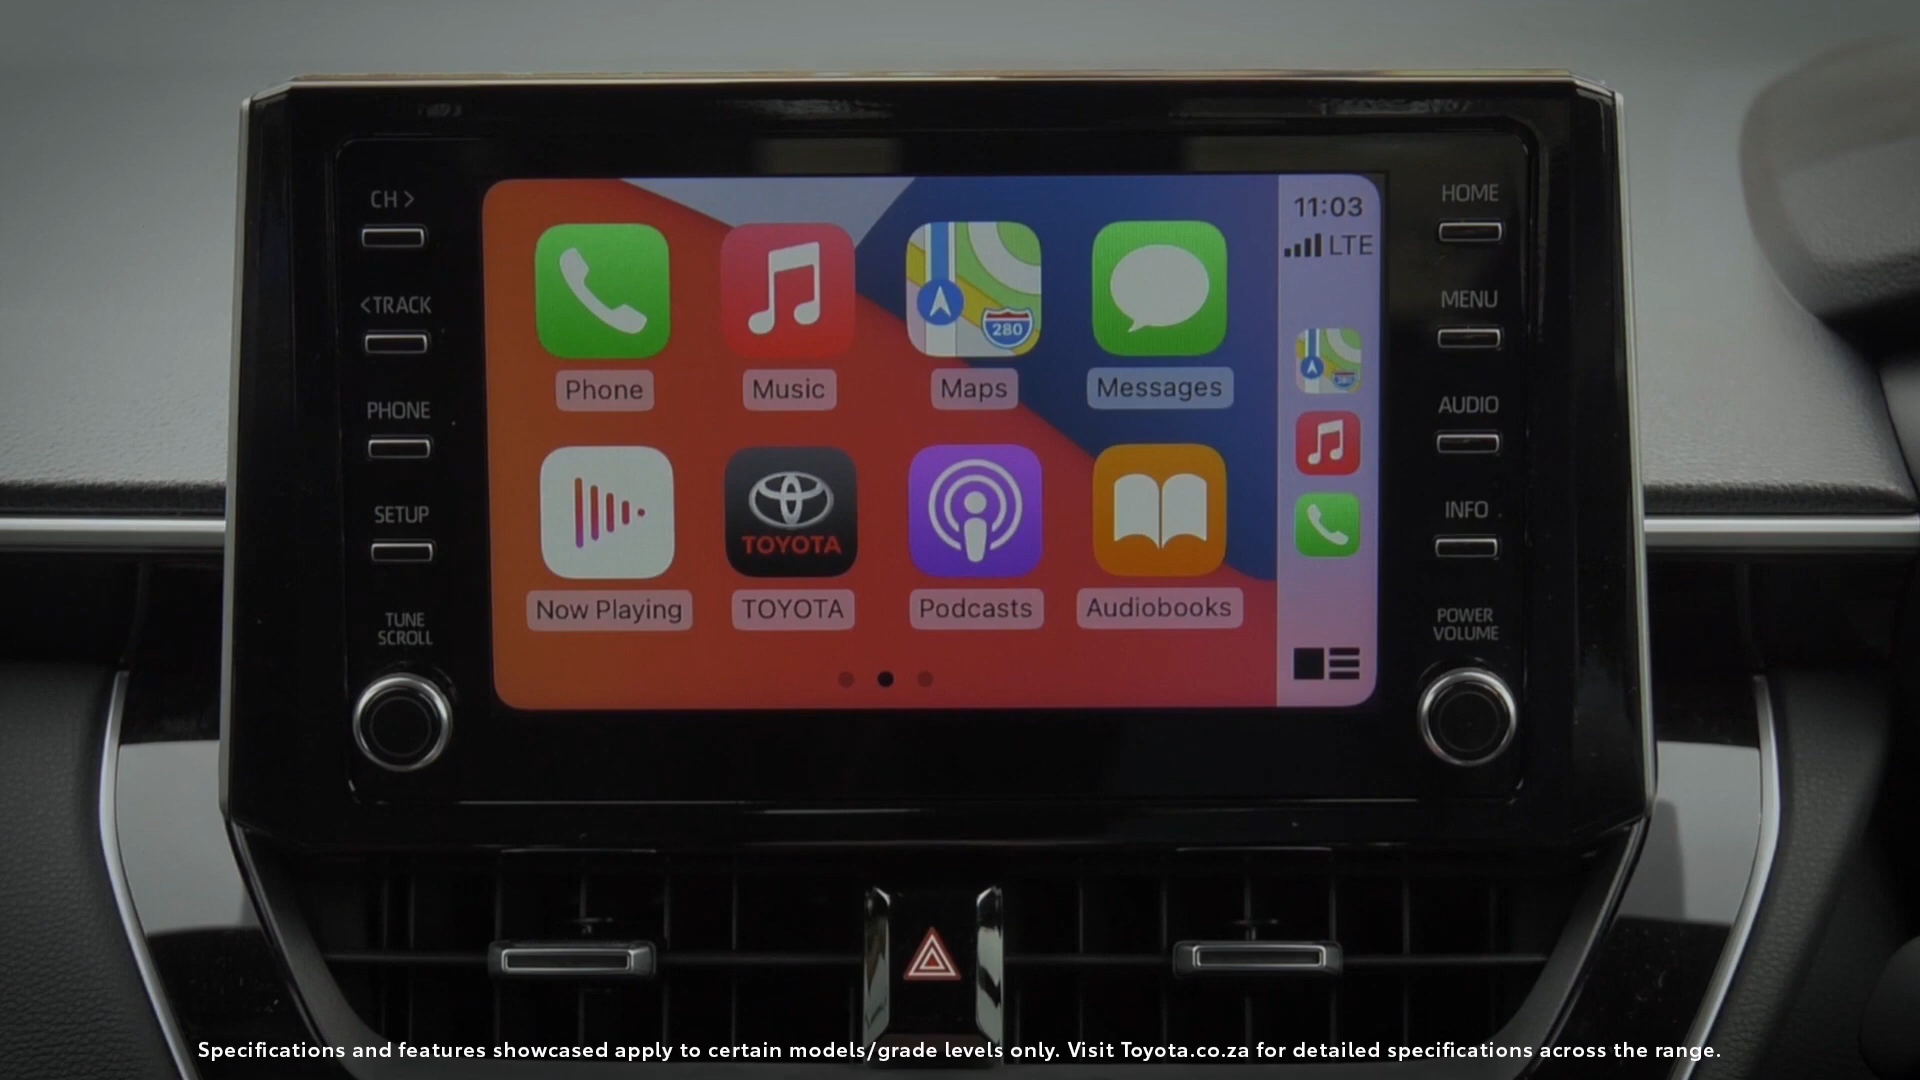 CH >
<TRACK
PHONE
SETUP
TUNE
SCROLL
11:03
LTE
280
Phone
Music
Maps
Messages
TOYOTA
Now Playing
TOYOTA
Podcasts
Audiobooks
HOME
MENU
AUDIO
INFO
POWER
VOLUME
Specifications and features showcased apply to certain models/grade levels only. Visit Toyota.co.za for detailed specifications across the range.